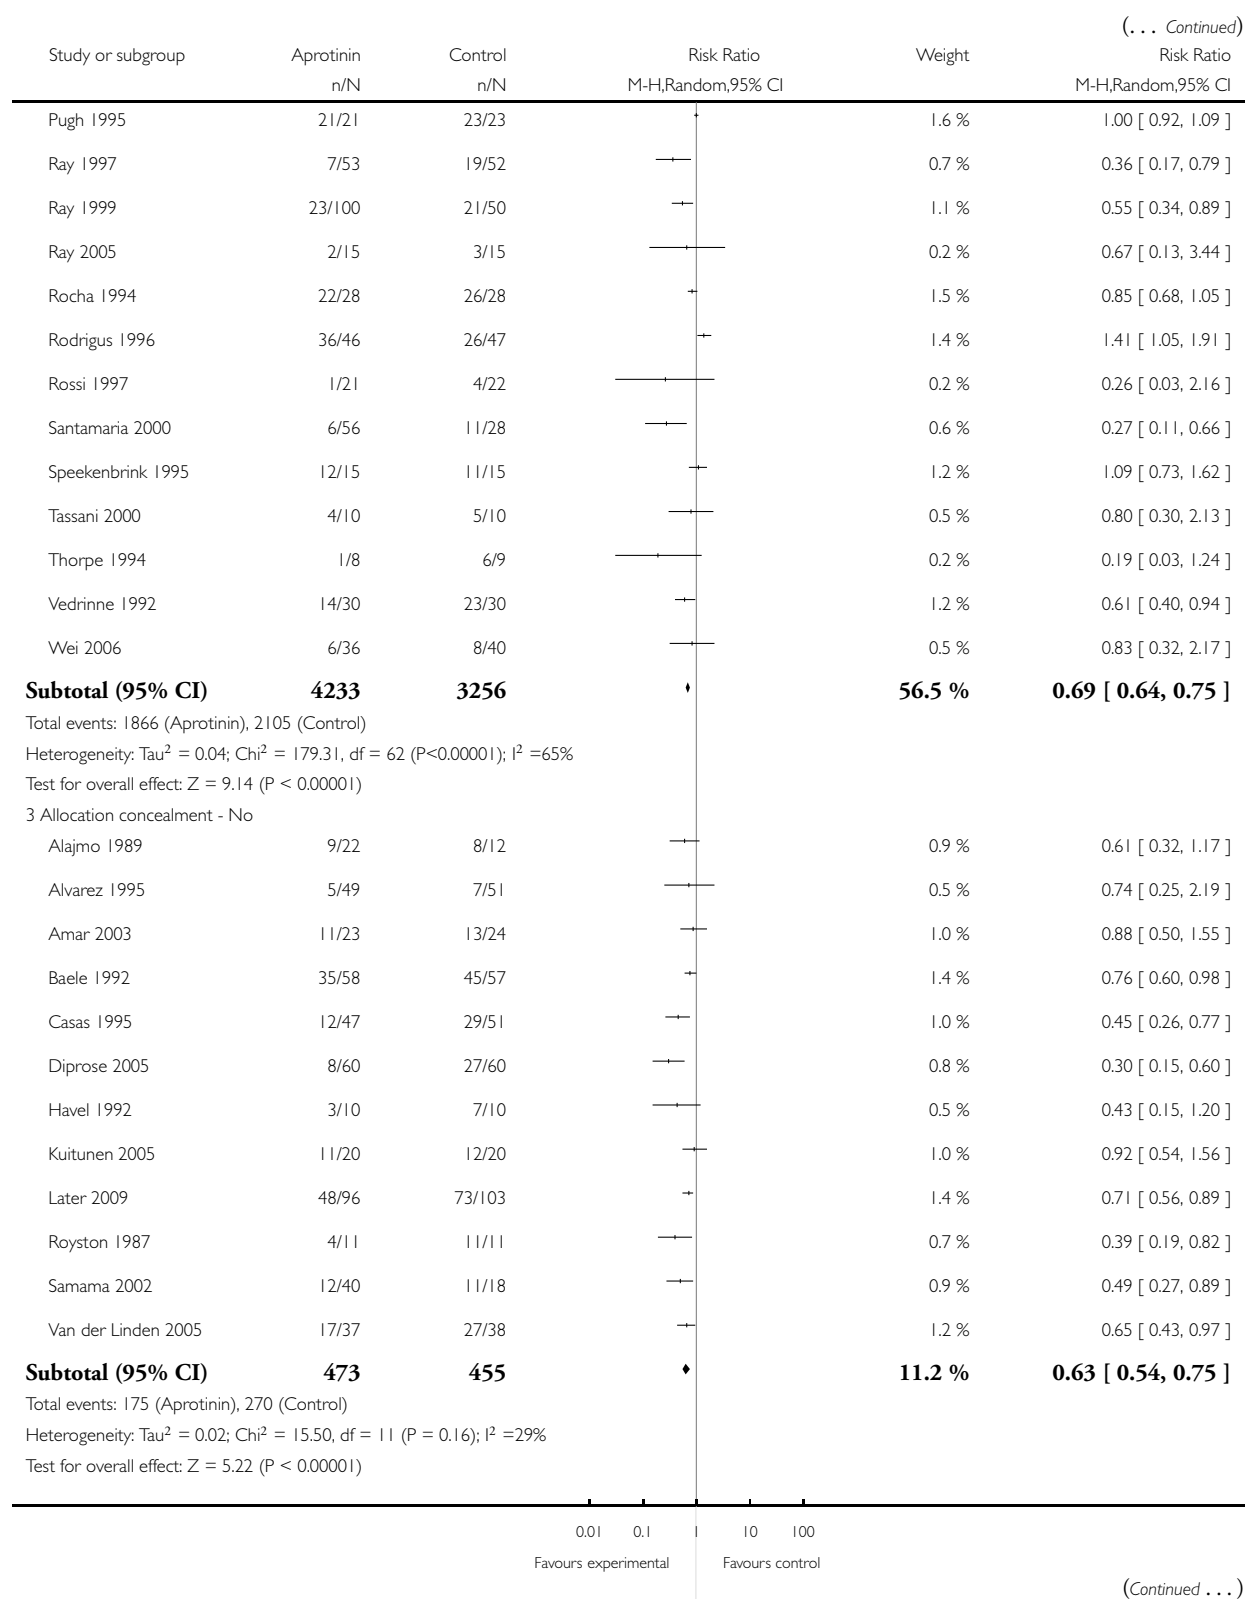 (... Continued)
Study or subgroup Aprotinin Control Risk Ratio Weight Risk Ratio
n/N n/N M-H,Random,95% CI M-H,Random,95% CI
Pugh 1995 21/21 23/23 1.6 % 1.00 [ 0.92, 1.09 ]
Ray 1997 7/53 19/52 0.7 % 0.36 [ 0.17, 0.79 ]
Ray 1999 23/100 21/50 1.1 % 0.55 [ 0.34, 0.89 ]
Ray 2005 2/15 3/15 0.2 % 0.67 [ 0.13, 3.44 ]
Rocha 1994 22/28 26/28 1.5 % 0.85 [ 0.68, 1.05 ]
Rodrigus 1996 36/46 26/47 1.4 % 1.41 [ 1.05, 1.91 ]
Rossi 1997 1/21 4/22 0.2 % 0.26 [ 0.03, 2.16 ]
Santamaria 2000 6/56 11/28 0.6 % 0.27 [ 0.11, 0.66 ]
Speekenbrink 1995 12/15 11/15 1.2 % 1.09 [ 0.73, 1.62 ]
Tassani 2000 4/10 5/10 0.5 % 0.80 [ 0.30, 2.13 ]
Thorpe 1994 1/8 6/9 0.2 % 0.19 [ 0.03, 1.24 ]
Vedrinne 1992 14/30 23/30 1.2 % 0.61 [ 0.40, 0.94 ]
Wei 2006 6/36 8/40 0.5 % 0.83 [ 0.32, 2.17 ]
Subtotal (95% CI) 4233 3256 56.5 % 0.69 [ 0.64, 0.75 ]
Total events: 1866 (Aprotinin), 2105 (Control)
Heterogeneity: Tau² = 0.04; Chi² = 179.31, df = 62 (P<0.00001); I² =65%
Test for overall effect: Z = 9.14 (P < 0.00001)
3 Allocation concealment - No
Alajmo 1989 9/22 8/12 0.9 % 0.61 [ 0.32, 1.17 ]
Alvarez 1995 5/49 7/51 0.5 % 0.74 [ 0.25, 2.19 ]
Amar 2003 11/23 13/24 1.0 % 0.88 [ 0.50, 1.55 ]
Baele 1992 35/58 45/57 1.4 % 0.76 [ 0.60, 0.98 ]
Casas 1995 12/47 29/51 1.0 % 0.45 [ 0.26, 0.77 ]
Diprose 2005 8/60 27/60 0.8 % 0.30 [ 0.15, 0.60 ]
Havel 1992 3/10 7/10 0.5 % 0.43 [ 0.15, 1.20 ]
Kuitunen 2005 11/20 12/20 1.0 % 0.92 [ 0.54, 1.56 ]
Later 2009 48/96 73/103 1.4 % 0.71 [ 0.56, 0.89 ]
Royston 1987 4/11 11/11 0.7 % 0.39 [ 0.19, 0.82 ]
Samama 2002 12/40 11/18 0.9 % 0.49 [ 0.27, 0.89 ]
Van der Linden 2005 17/37 27/38 1.2 % 0.65 [ 0.43, 0.97 ]
Subtotal (95% CI) 473 455 11.2 % 0.63 [ 0.54, 0.75 ]
Total events: 175 (Aprotinin), 270 (Control)
Heterogeneity: Tau² = 0.02; Chi² = 15.50, df = 11 (P = 0.16); I² =29%
Test for overall effect: Z = 5.22 (P < 0.00001)
0.01 0.1 1 10 100
Favours experimental Favours control
(Continued ...)